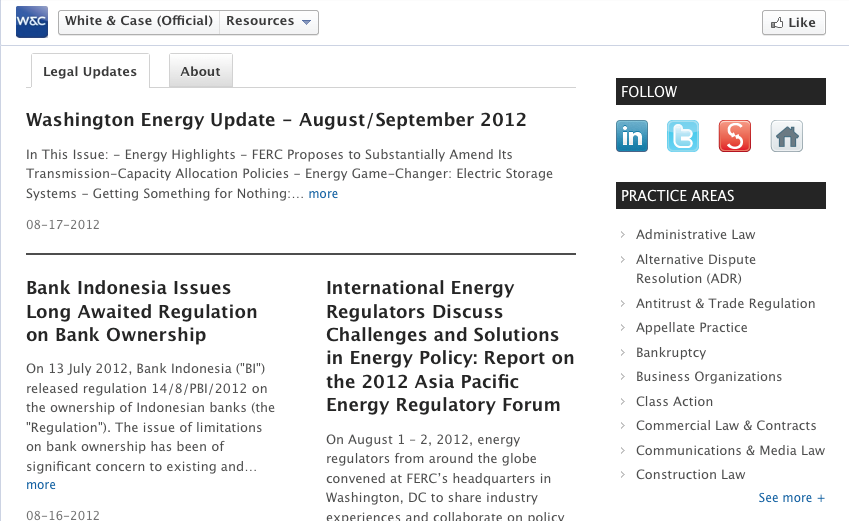 W&C White & Case (Official) Resources
Like
Legal Updates About
Washington Energy Update – August/September 2012
In This Issue: – Energy Highlights – FERC Proposes to Substantially Amend Its
Transmission-Capacity Allocation Policies – Energy Game-Changer: Electric Storage
Systems – Getting Something for Nothing:... more
08-17-2012
Bank Indonesia Issues
Long Awaited Regulation
on Bank Ownership
On 13 July 2012, Bank Indonesia ("BI")
released regulation 14/8/PBI/2012 on
the ownership of Indonesian banks (the
"Regulation"). The issue of limitations
on bank ownership has been of
significant concern to existing and...
more
08-16-2012
International Energy
Regulators Discuss
Challenges and Solutions
in Energy Policy: Report on
the 2012 Asia Pacific
Energy Regulatory Forum
On August 1 – 2, 2012, energy
regulators from around the globe
convened at FERC's headquarters in
Washington, DC to share industry
experiences and collaborate on policy
FOLLOW
in t S
PRACTICE AREAS
Administrative Law
Alternative Dispute
Resolution (ADR)
Antitrust & Trade Regulation
Appellate Practice
Bankruptcy
Business Organizations
Class Action
Commercial Law & Contracts
Communications & Media Law
Construction Law
See more +